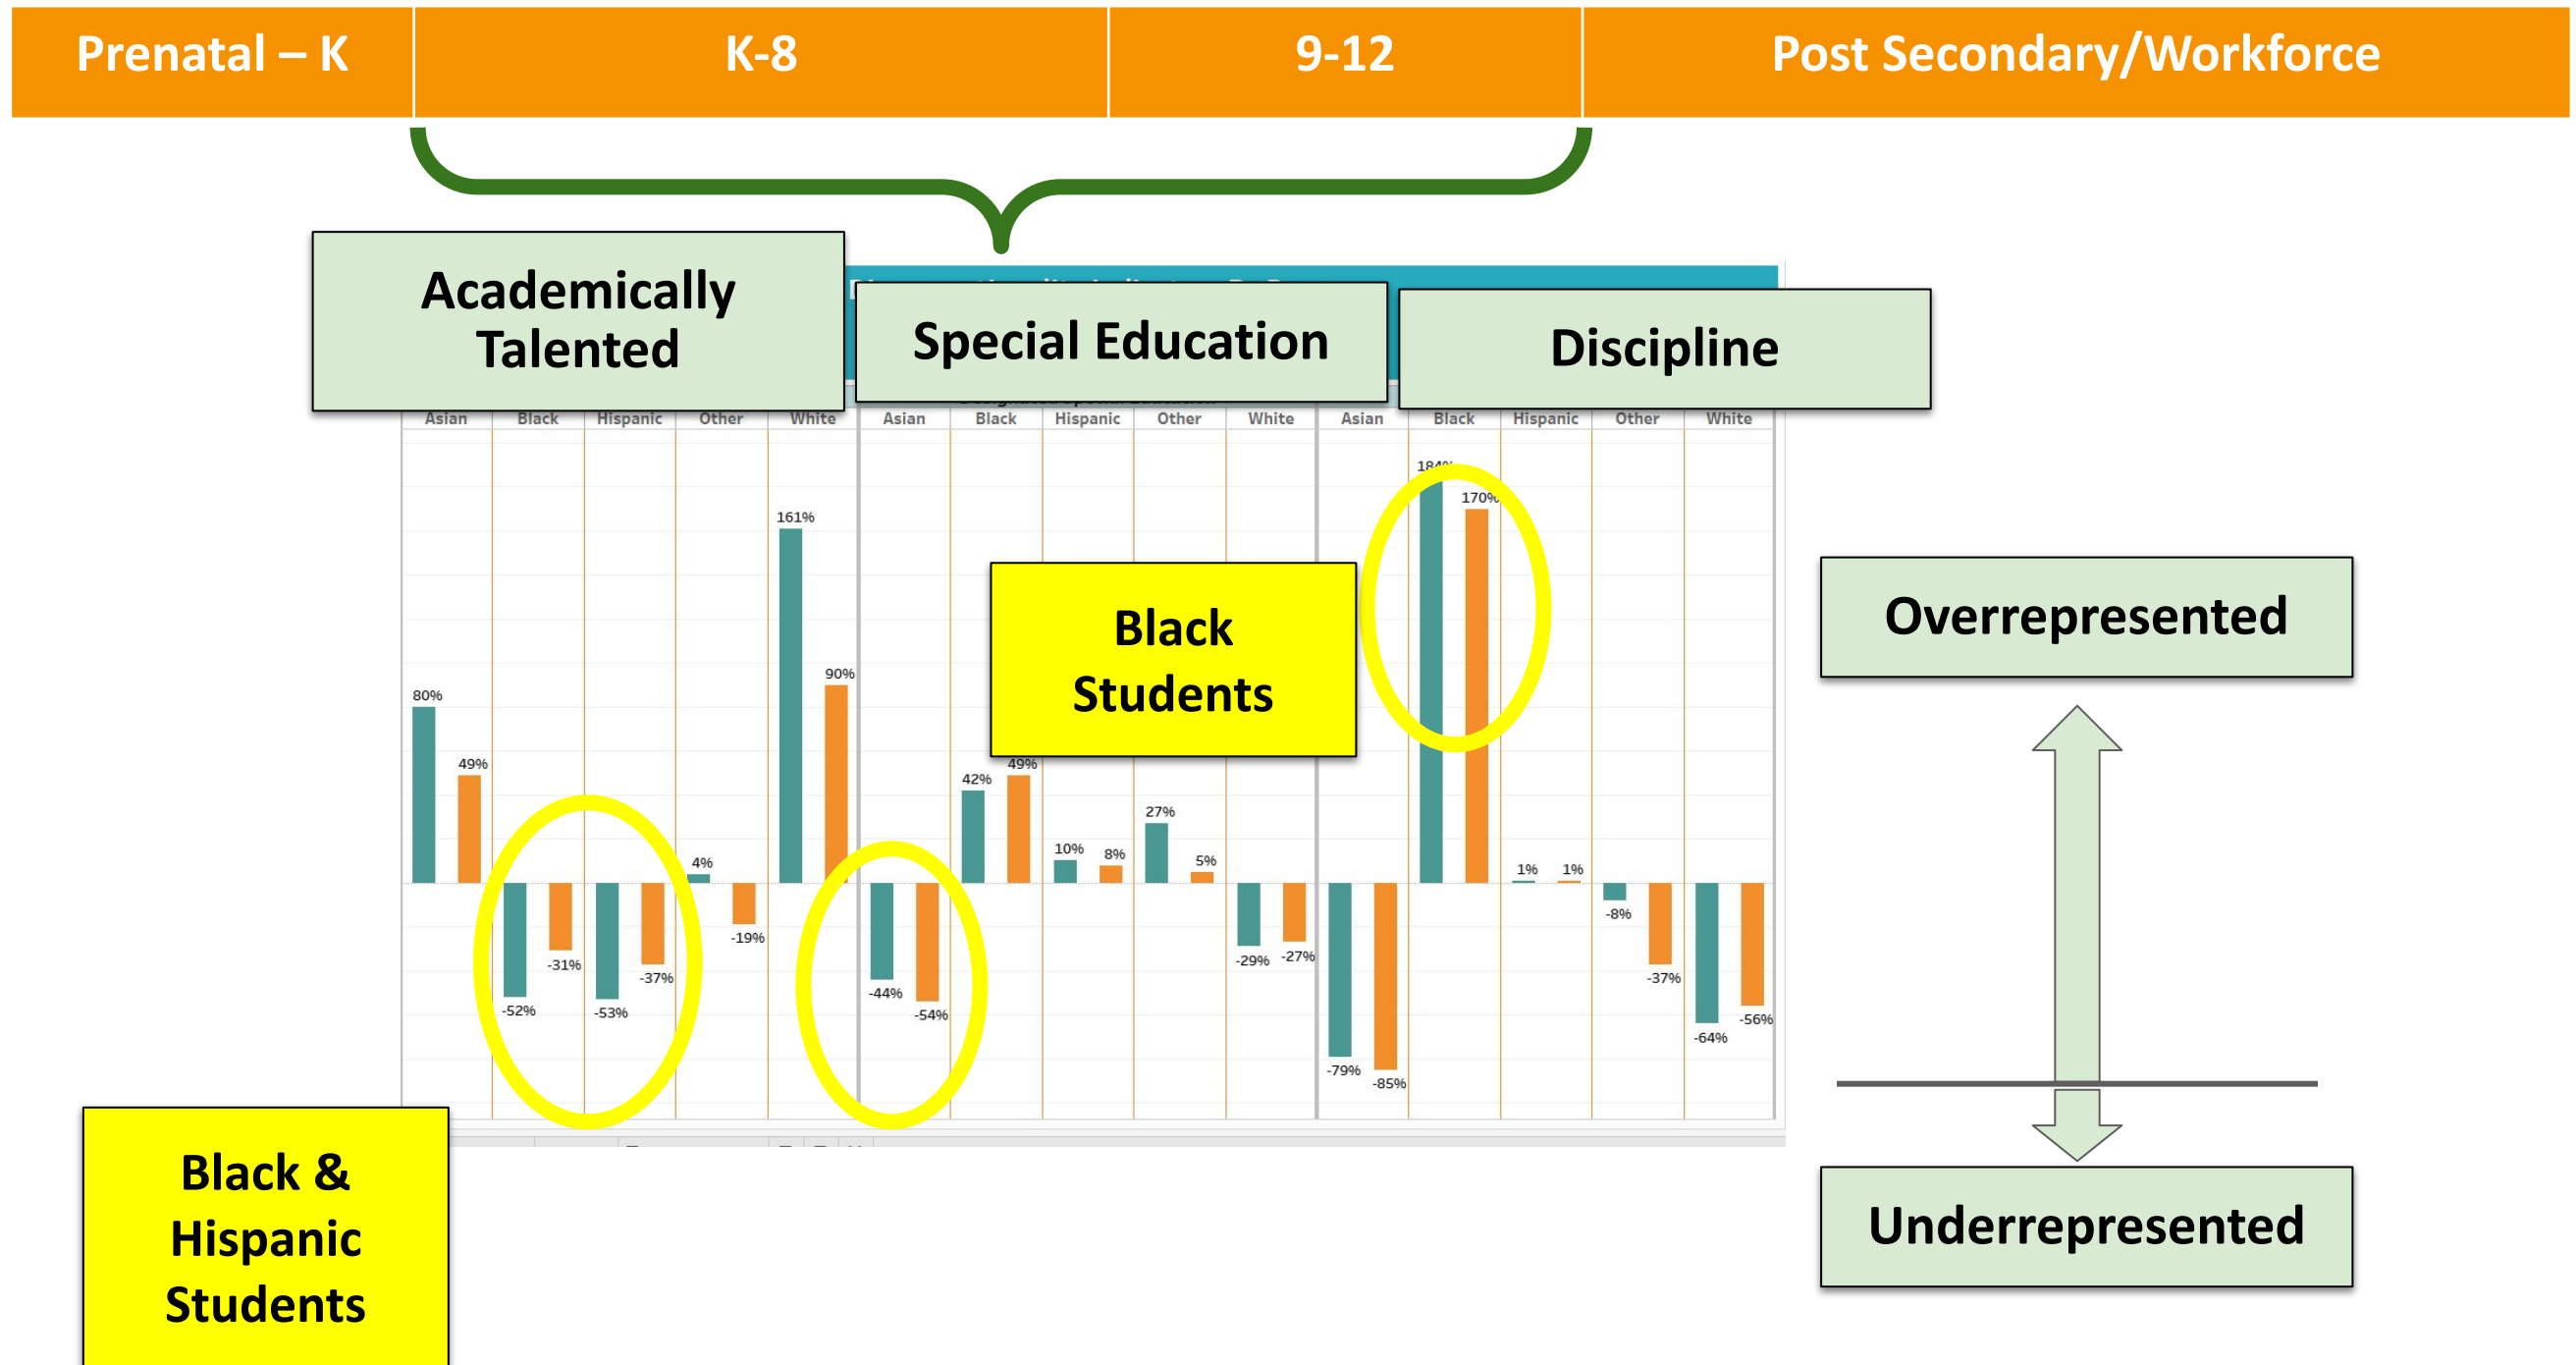 Prenatal – K
K-8
9-12
Post Secondary/Workforce
Academically
Talented
Special Education
Discipline
Asian Black Hispanic Other White Asian Black Hispanic Other White Asian Black Hispanic Other White
184%
170%
161%
90%
80%
49%
Black
Students
Overrepresented
42%
49%
27%
10%
8%
5%
4%
1%
1%
-19%
-31%
-37%
-52%
-53%
-44%
-54%
-29%
-27%
-8%
-37%
-64%
-56%
-79%
-85%
Black &
Hispanic
Students
Underrepresented